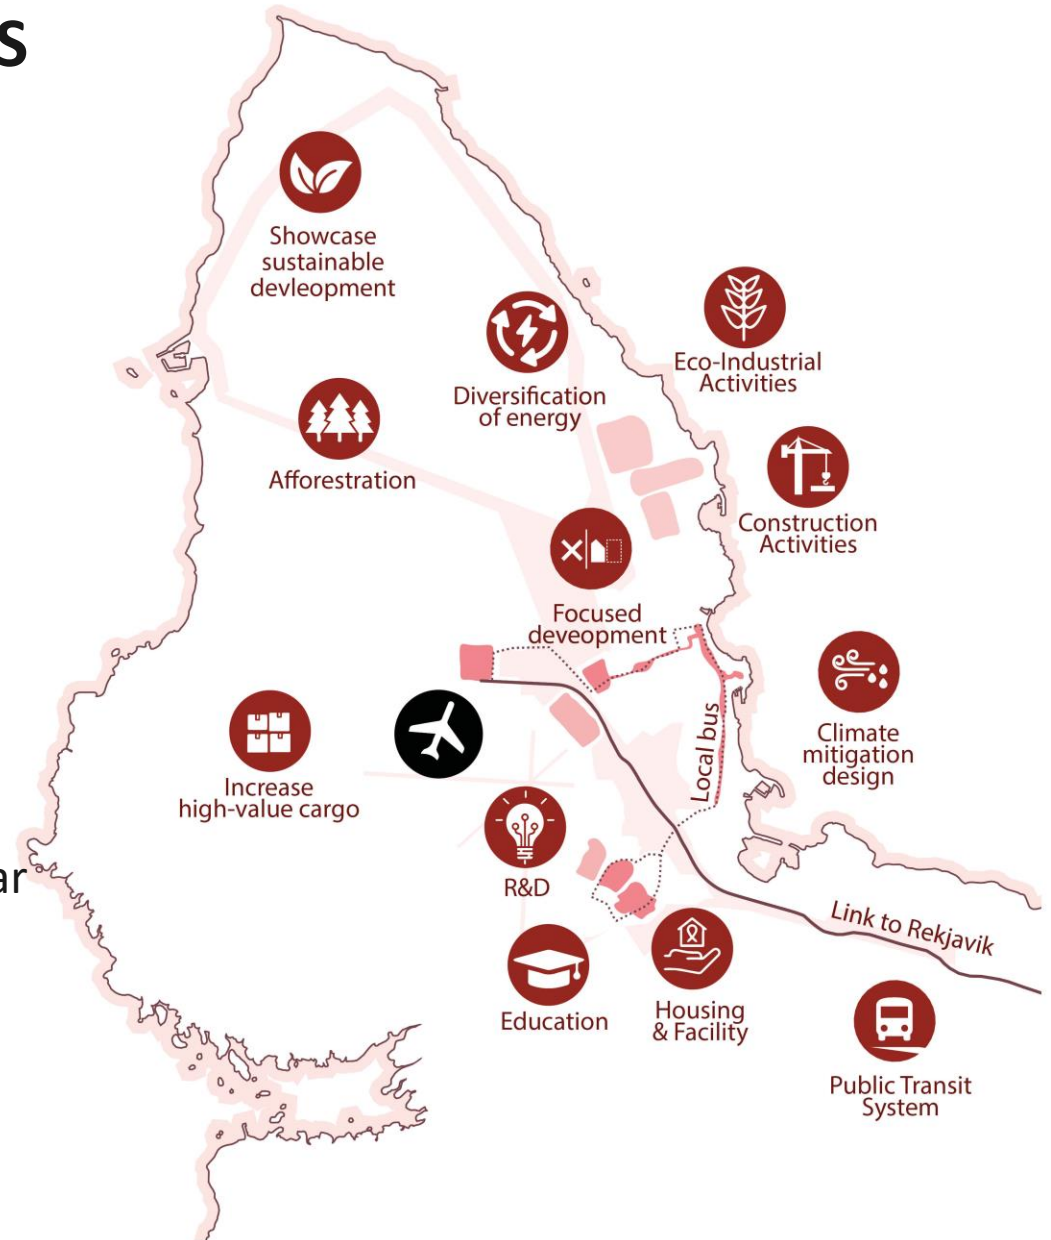 s
Showcase
sustainable
devleopment
Eco-Industrial
Activities
Diversification
of energy
Afforestration
Construction
Activities
Focused
deveopment
Local bus
Climate
mitigation
design
Increase
high-value cargo
ar
R&D
Link to Rekjavik
Education
Housing
& Facility
Public Transit
System